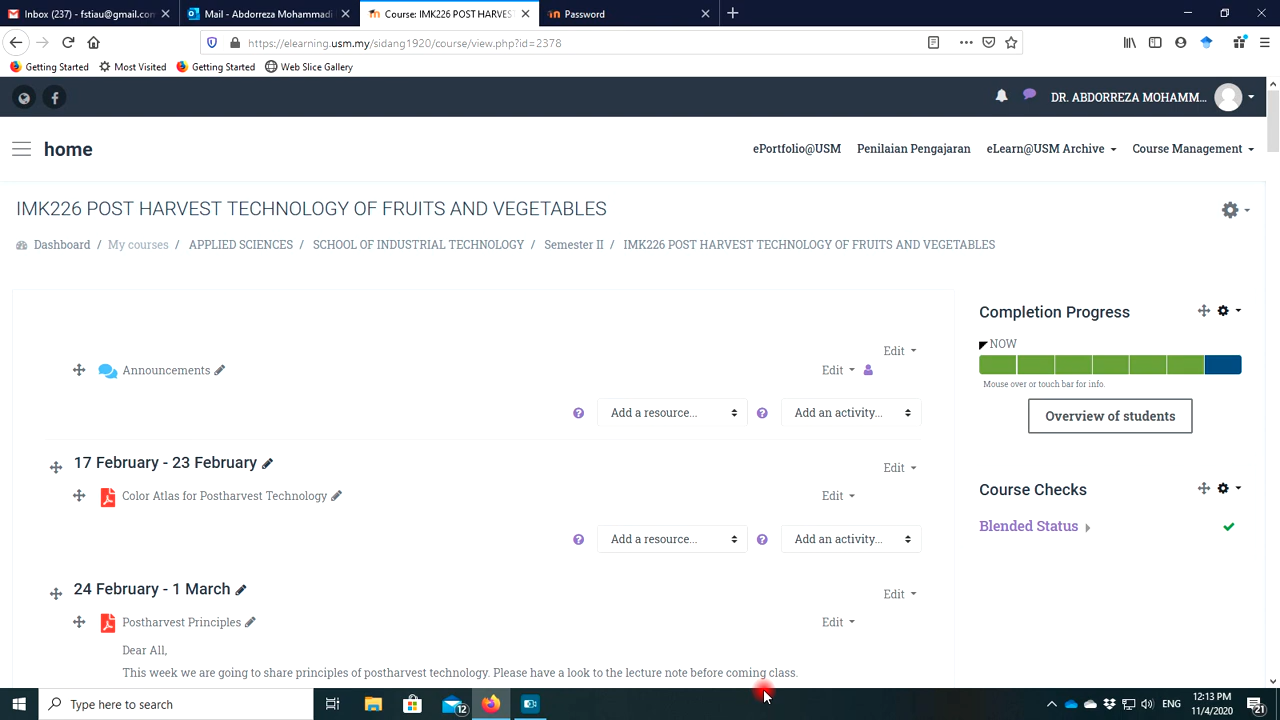 Inbox (237) - fstiau@gmail.com
Mail - Abdorreza Mohammadi
Course: IMK226 POST HARVEST
Password
https://elearning.usm.my/sidang1920/course/view.php?id=2378
Getting Started
Most Visited
Getting Started
Web Slice Gallery
DR. ABDORREZA MOHAMM...
home
ePortfolio@USM
Penilaian Pengajaran
eLearn@USM Archive
Course Management
IMK226 POST HARVEST TECHNOLOGY OF FRUITS AND VEGETABLES
Dashboard / My courses / APPLIED SCIENCES / SCHOOL OF INDUSTRIAL TECHNOLOGY / Semester II / IMK226 POST HARVEST TECHNOLOGY OF FRUITS AND VEGETABLES
Edit
Announcements
Edit
Add a resource...
Add an activity...
17 February - 23 February
Edit
Color Atlas for Postharvest Technology
Edit
Add a resource...
Add an activity...
24 February - 1 March
Edit
Postharvest Principles
Edit
Dear All,
This week we are going to share principles of postharvest technology. Please have a look to the lecture note before coming class.
Completion Progress
NOW
Mouse over or touch bar for info.
Overview of students
Course Checks
Blended Status
Type here to search
12
ENG
12:13 PM
11/4/2020
21